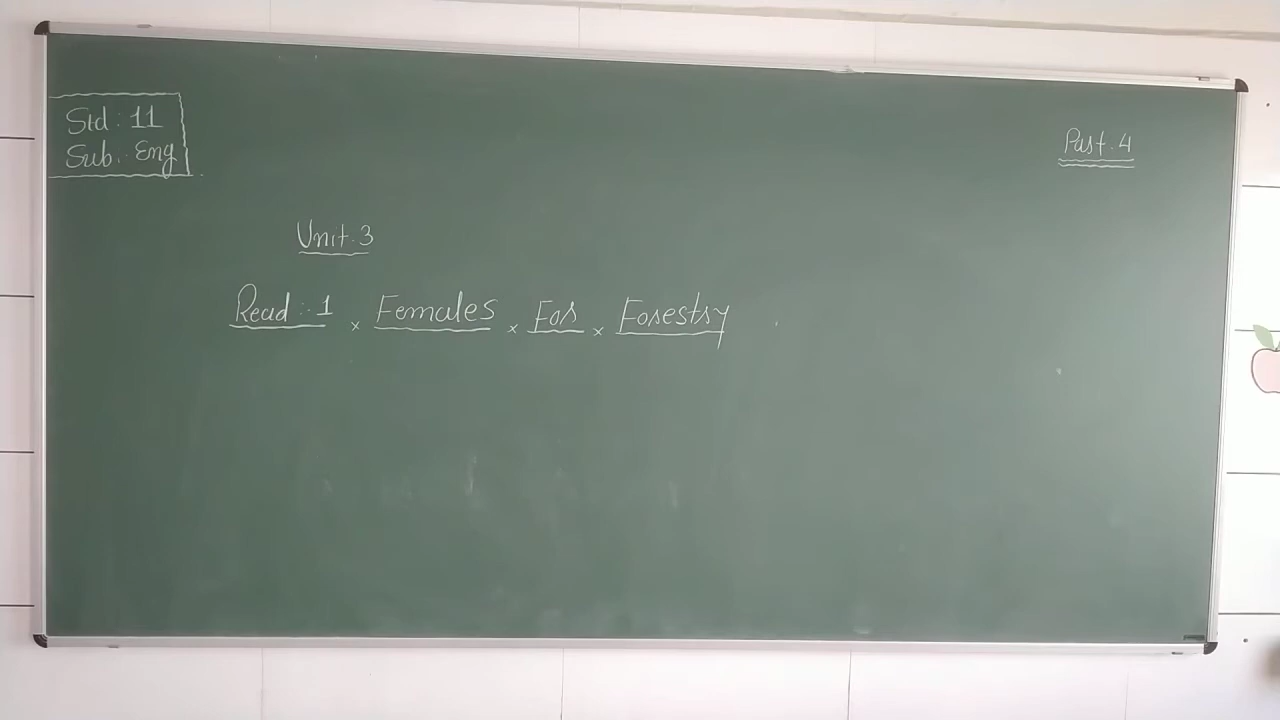 Std : 11
Sub. : Eng
Part. 4
Unit. 3
Read :- 1 × Females × For × Forestry